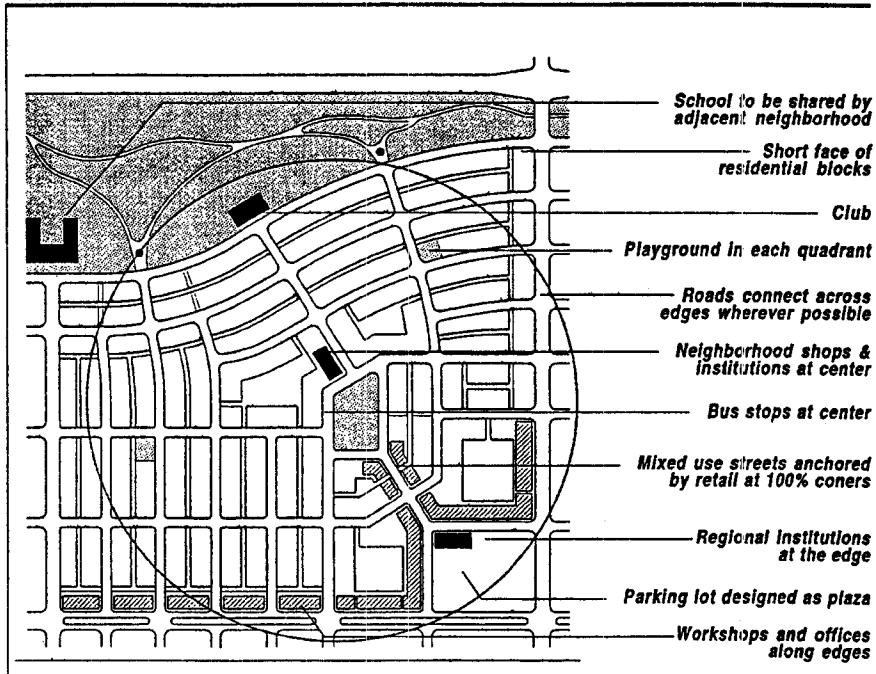 School to be shared by
adjacent neighborhood
Short face of
residential blocks
Club
Playground in each quadrant
Roads connect across
edges wherever possible
Neighborhood shops &
institutions at center
Bus stops at center
Mixed use streets anchored
by retail at 100% coners
Regional institutions
at the edge
Parking lot designed as plaza
Workshops and offices
along edges